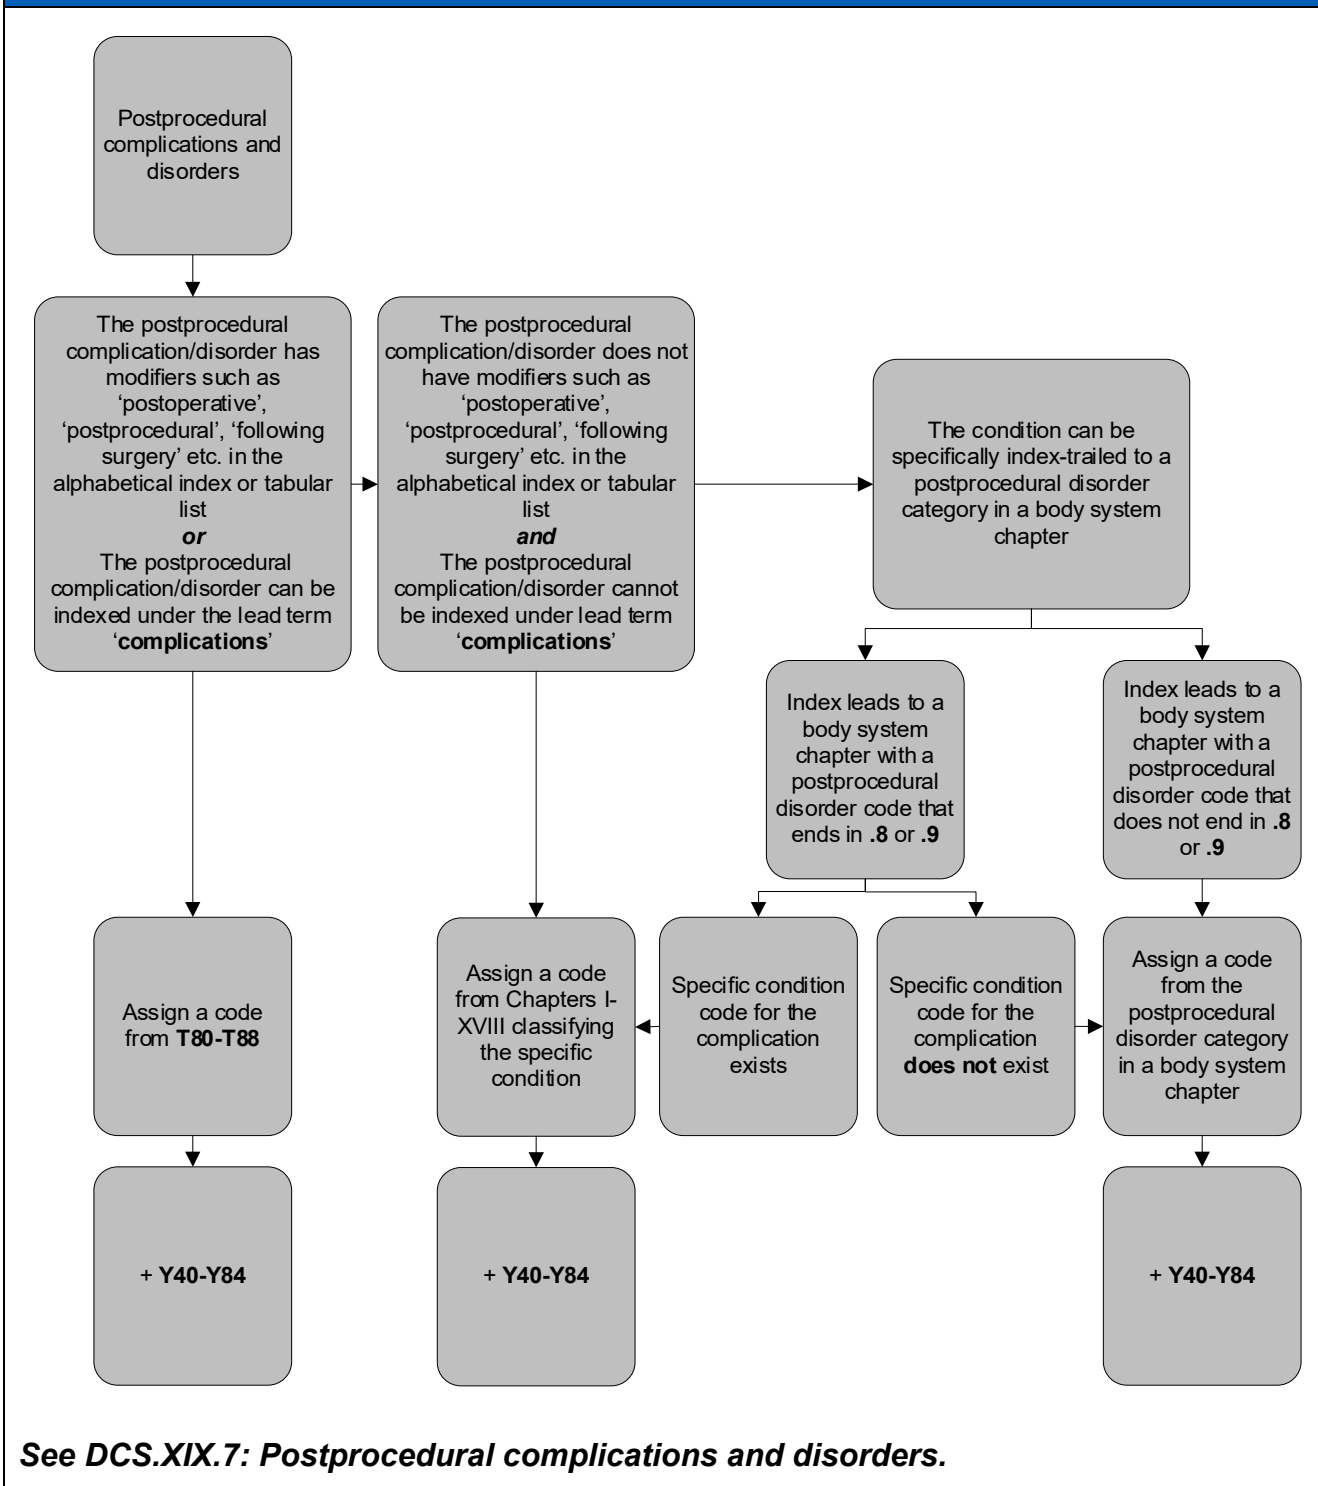 Postprocedural
complications and
disorders
The postprocedural
complication/disorder has
modifiers such as
‘postoperative’,
‘postprocedural’, ‘following
surgery’ etc. in the
alphabetical index or tabular
list
or
The postprocedural
complication/disorder can be
indexed under the lead term
‘complications’
The postprocedural
complication/disorder does not
have modifiers such as
‘postoperative’,
‘postprocedural’, ‘following
surgery’ etc. in the
alphabetical index or tabular
list
and
The postprocedural
complication/disorder cannot
be indexed under lead term
‘complications’
The condition can be
specifically index-trailed to a
postprocedural disorder
category in a body system
chapter
Index leads to a
body system
chapter with a
postprocedural
disorder code that
ends in .8 or .9
Index leads to a
body system
chapter with a
postprocedural
disorder code that
does not end in .8
or .9
Assign a code
from T80-T88
Assign a code
from Chapters I-
XVIII classifying
the specific
condition
Specific condition
code for the
complication
exists
Specific condition
code for the
complication
does not exist
Assign a code
from the
postprocedural
disorder category
in a body system
chapter
+ Y40-Y84
+ Y40-Y84
+ Y40-Y84
See DCS.XIX.7: Postprocedural complications and disorders.